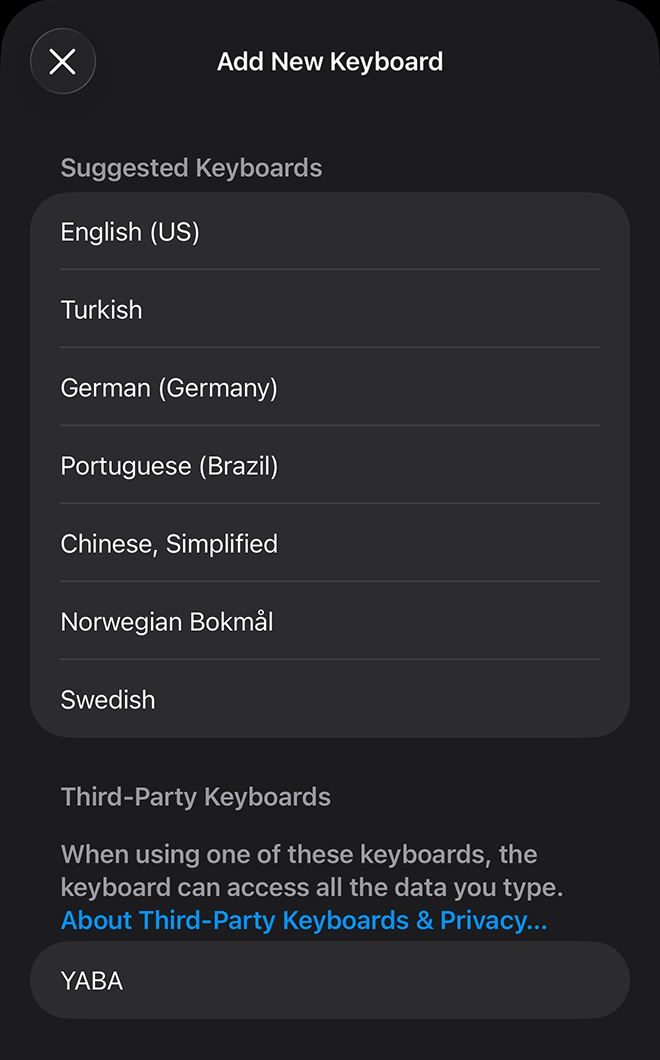 Add New Keyboard
Suggested Keyboards
English (US)
Turkish
German (Germany)
Portuguese (Brazil)
Chinese, Simplified
Norwegian Bokmål
Swedish
Third-Party Keyboards
When using one of these keyboards, the
keyboard can access all the data you type.
About Third-Party Keyboards & Privacy...
YABA